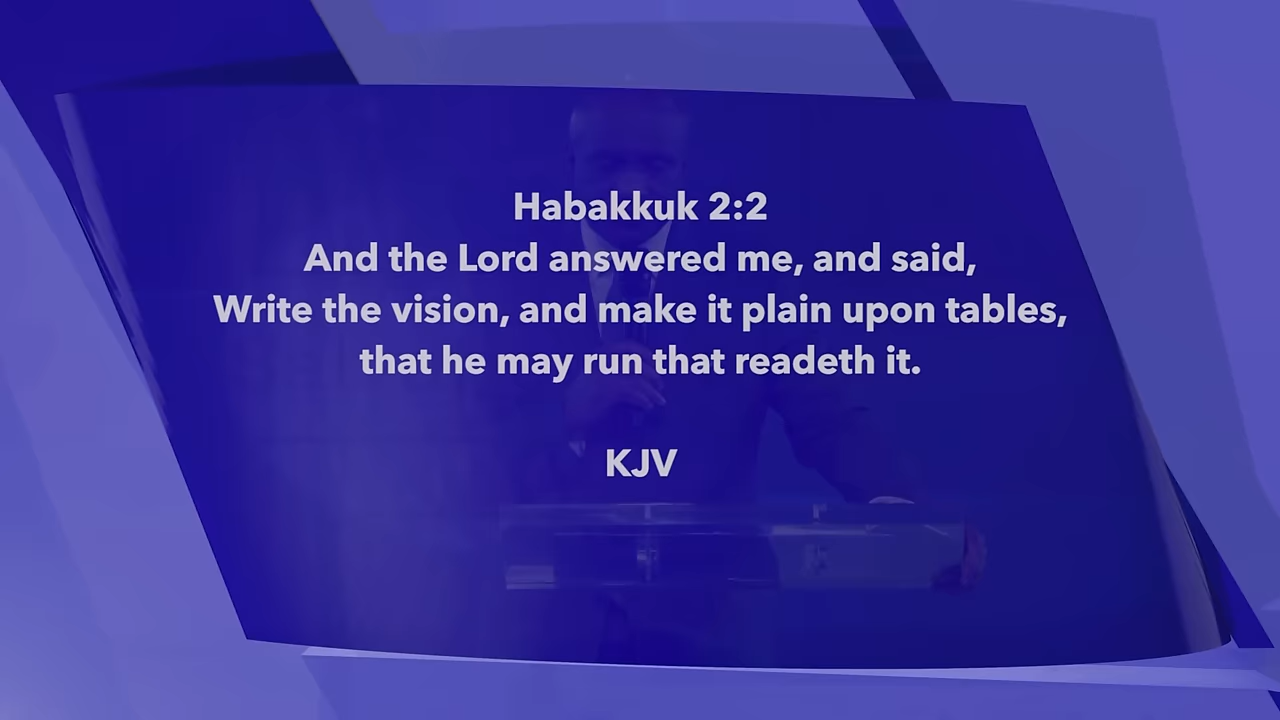 Habakkuk 2:2
And the Lord answered me, and said,
Write the vision, and make it plain upon tables,
that he may run that readeth it.
KJV